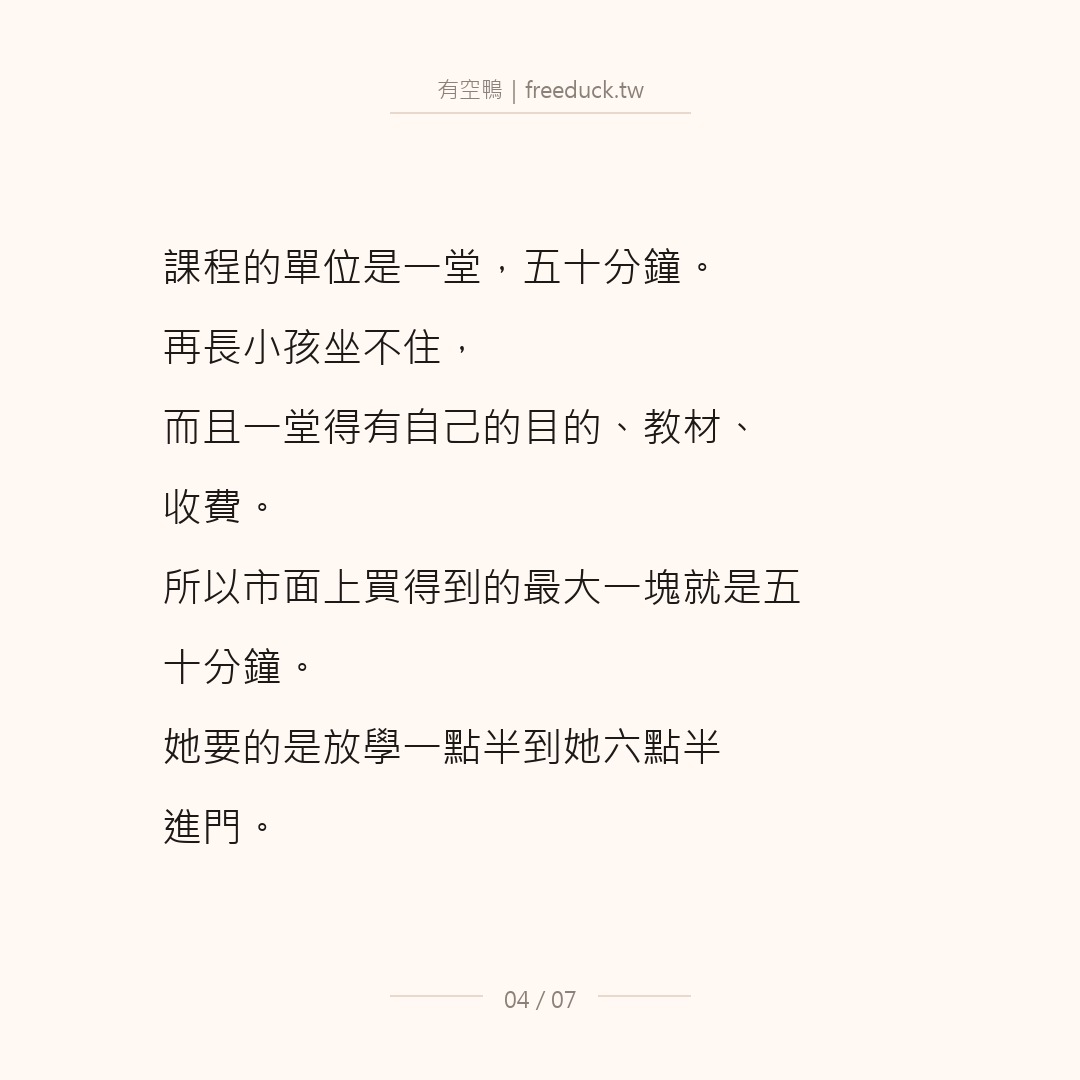 有空鴨｜freeduck.tw
課程的單位是一堂，五十分鐘。
再長小孩坐不住，
而且一堂得有自己的目的、教材、
收費。
所以市面上買得到的最大一塊就是五
十分鐘。
她要的是放學一點半到她六點半
進門。
04 / 07